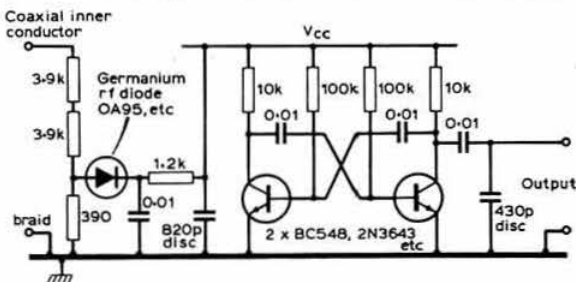 Coaxial inner
conductor
Vcc
3·9k
Germanium
rf diode
OA95, etc
10k
100k
100k
10k
3·9k
0·01
0·01
0·01
1·2k
Output
braid
390
0·01
820p
disc
2 x BC548, 2N3643
etc
430p
disc